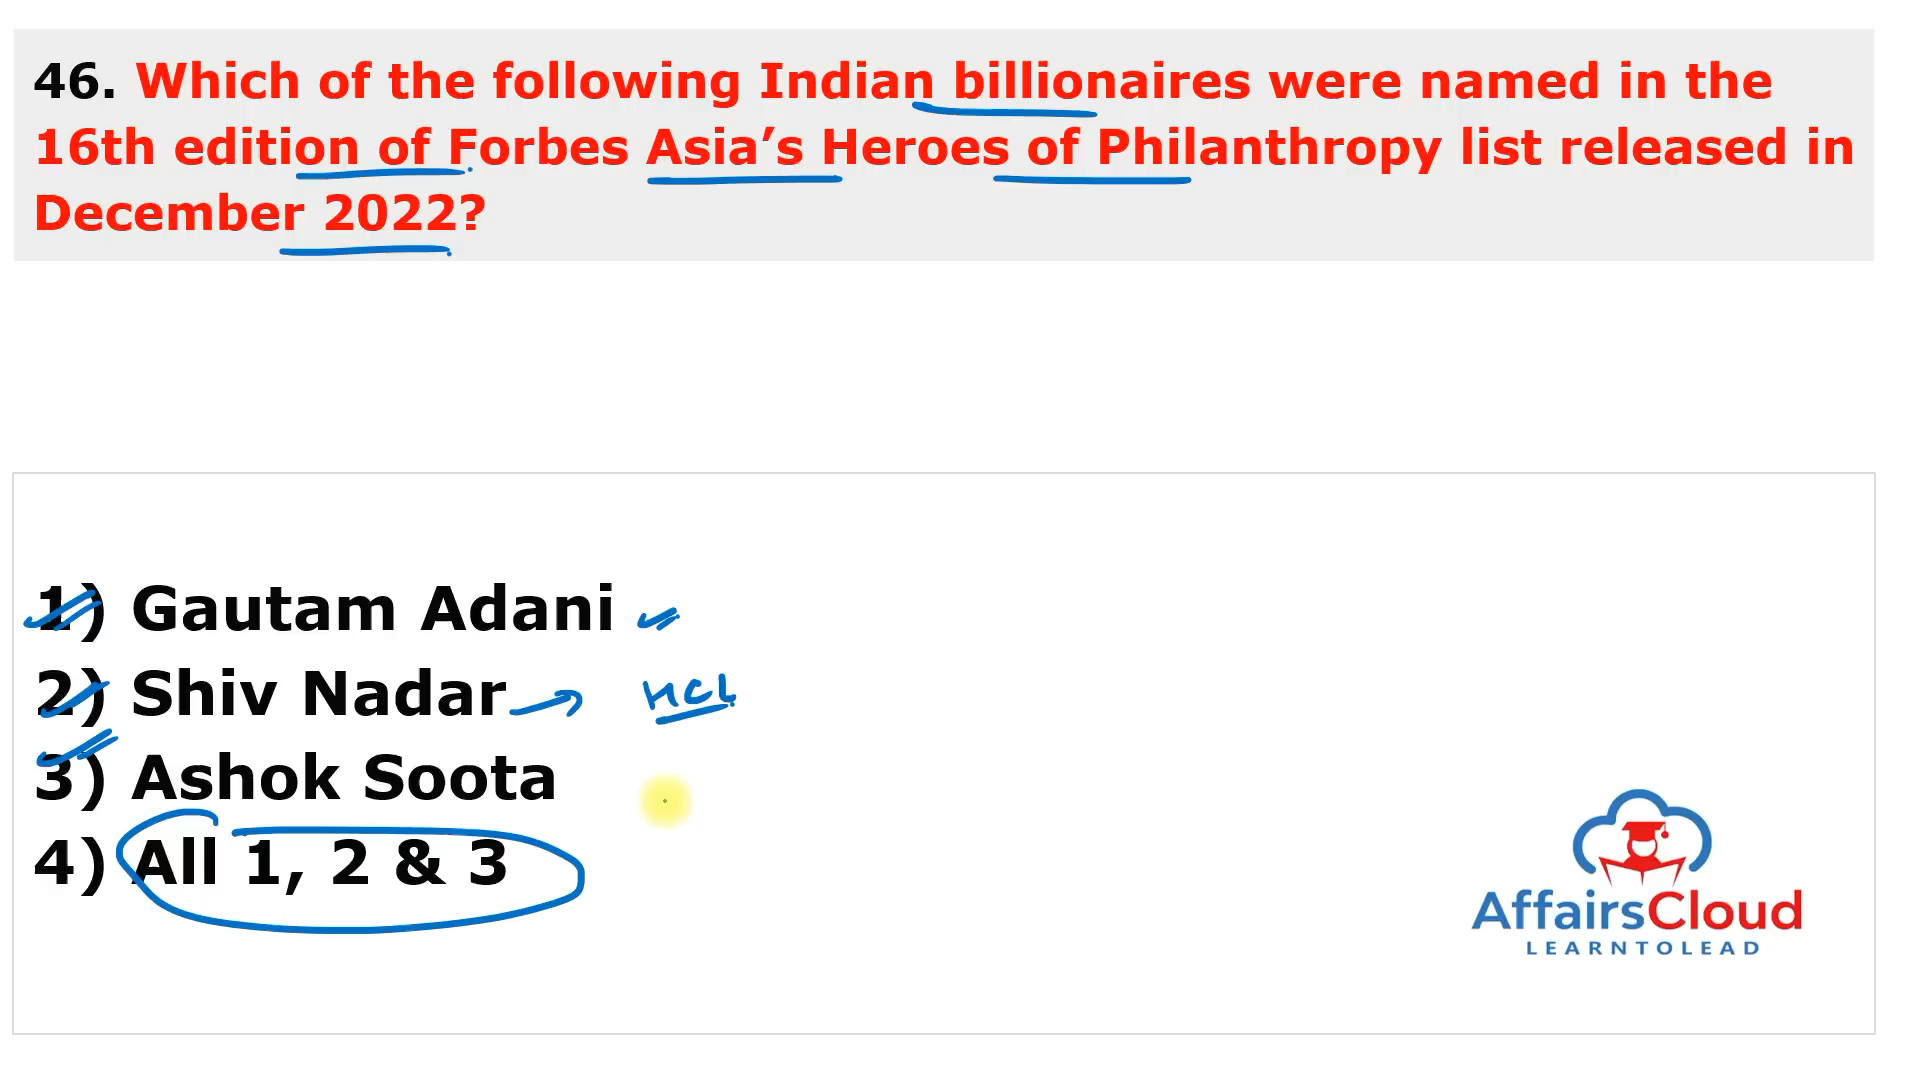 46. Which of the following Indian billionaires were named in the
16th edition of Forbes Asia’s Heroes of Philanthropy list released in
December 2022?
1) Gautam Adani
2) Shiv Nadar HCL
3) Ashok Soota
4) All 1, 2 & 3
AffairsCloud
LEARNTOLEAD